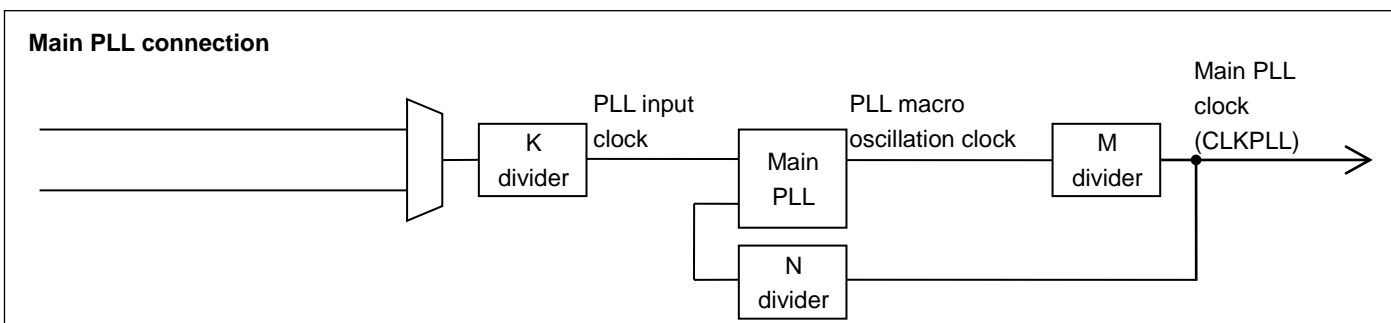 Main PLL connection
K
divider
PLL input
clock
Main
PLL
PLL macro
oscillation clock
M
divider
Main PLL
clock
(CLKPLL)
N
divider